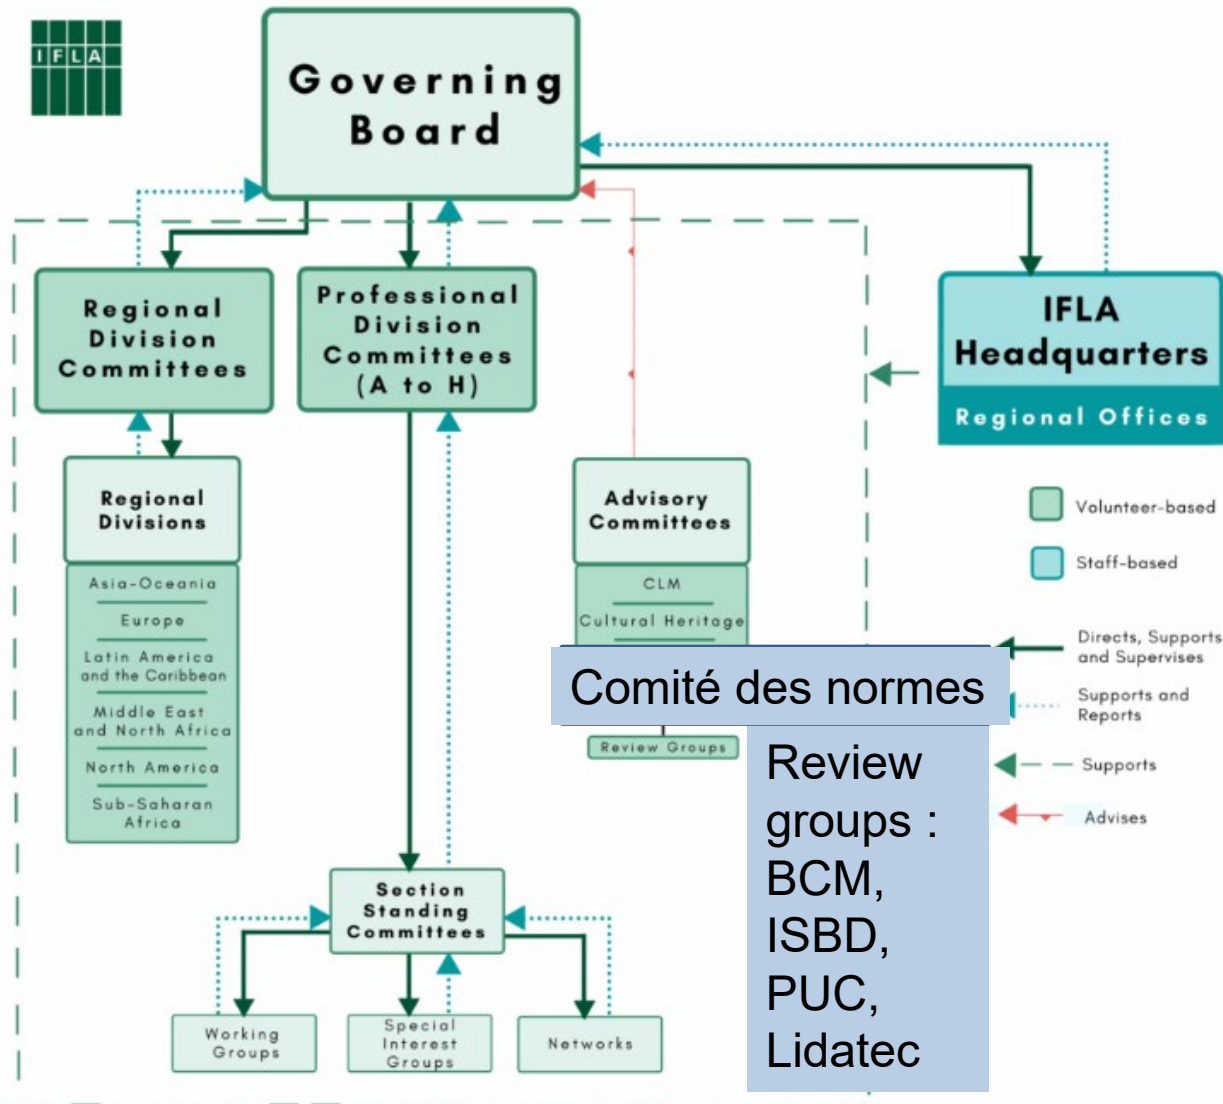 IFLA
Governing
Board
Regional
Division
Committees
Professional
Division
Committees
(A to H)
IFLA
Headquarters
Regional Offices
Regional
Divisions
Asia-Oceania
Europe
Latin America
and the Caribbean
Middle East
and North Africa
North America
Sub-Saharan
Africa
Advisory
Committees
CLM
Cultural Heritage
Comité des normes
Review Groups
Review
groups :
BCM,
ISBD,
PUC,
Lidatec
Volunteer-based
Staff-based
Directs, Supports
and Supervises
Supports and
Reports
Supports
Advises
Section
Standing
Committees
Working
Groups
Special
Interest
Groups
Networks